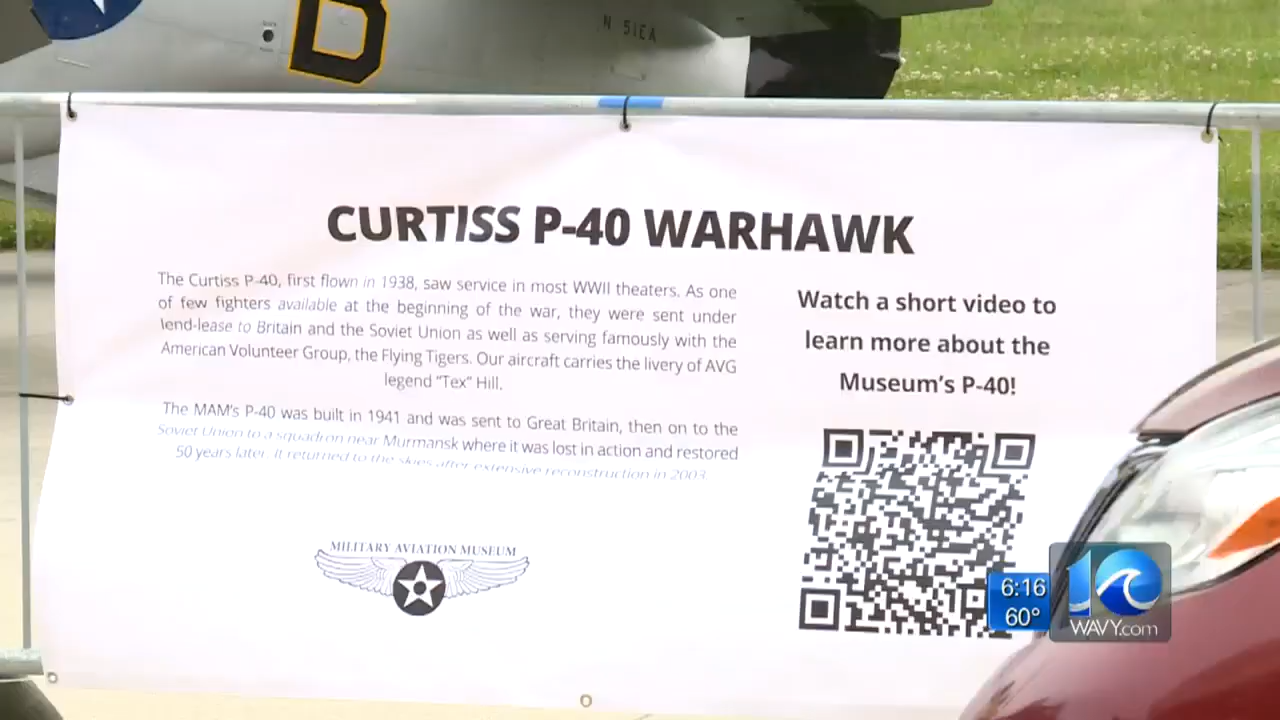 B
N 51EA
CURTISS P-40 WARHAWK
The Curtiss P-40, first flown in 1938, saw service in most WWII theaters. As one
of few fighters available at the beginning of the war, they were sent under
lend-lease to Britain and the Soviet Union as well as serving famously with the
American Volunteer Group, the Flying Tigers. Our aircraft carries the livery of AVG
legend “Tex” Hill.
The MAM's P-40 was built in 1941 and was sent to Great Britain, then on to the
Soviet Union to a squadron near Murmansk where it was lost in action and restored
50 years later. It returned to the skies after extensive reconstruction in 2003.
Watch a short video to
learn more about the
Museum's P-40!
MILITARY AVIATION MUSEUM
6:16
60°
10
WAVY.com